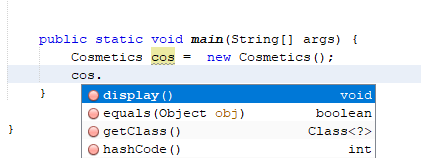 public static void main(String[] args) {
Cosmetics cos =  new Cosmetics();
cos.
}
display() void
equals(Object obj) boolean
getClass() Class<?>
hashCode() int
}